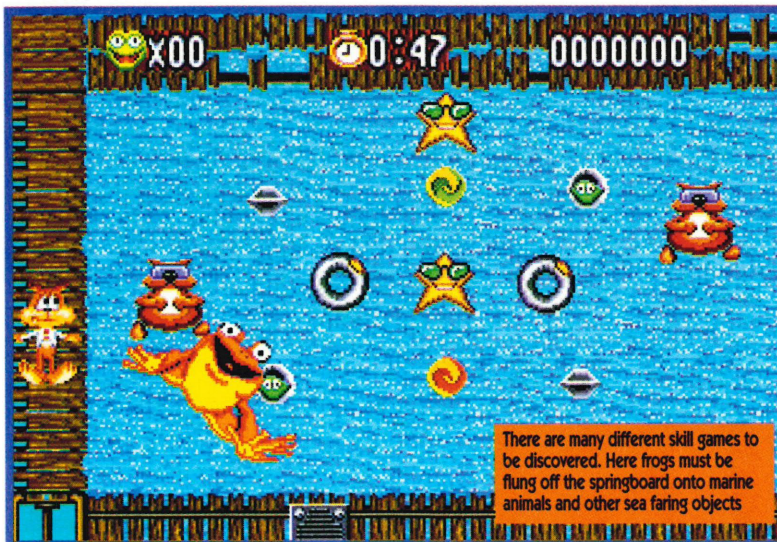 X00 0:47 0000000
There are many different skill games to
be discovered. Here frogs must be
flung off the springboard onto marine
animals and other sea faring objects
T